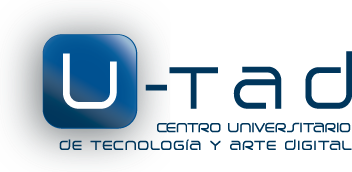 U-tad
CENTRO UNIVERSITARIO
DE TECNOLOGÍA Y ARTE DIGITAL